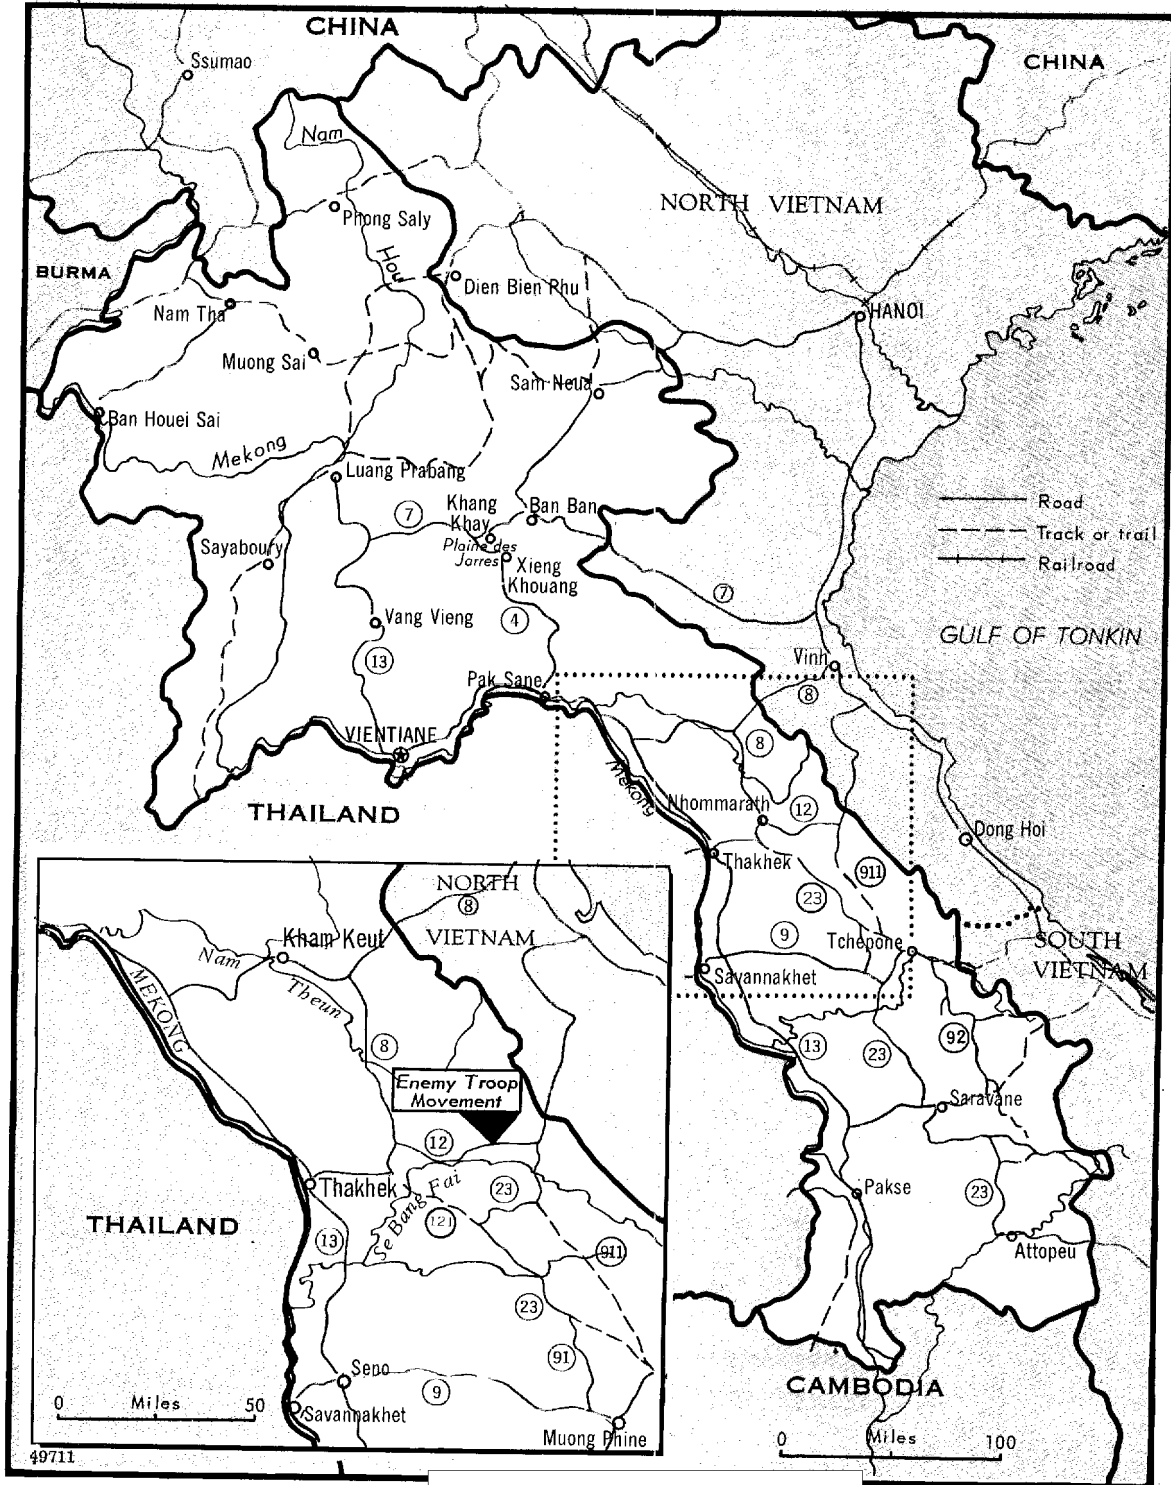 CHINA
CHINA
Ssumao
Nam
Hou
Phong Saly
NORTH VIETNAM
BURMA
Dien Bien Phu
Nam Tha
HANOI
Muong Sai
Sam Neua
Ban Houei Sai
Mekong
Luang Prabang
7
Khang
Khay
Ban Ban
Plaine des
Jarres
Xieng
Khouang
Road
Track or trail
Railroad
Sayaboury
7
4
Vang Vieng
GULF OF TONKIN
13
Vinh
Pak Sane
8
VIENTIANE
8
Mekong
Nhommarath
12
THAILAND
Dong Hoi
Thakhek
911
23
9
Tchepone
SOUTH
VIETNAM
Savannakhet
13
23
92
Saravane
Pakse
23
Attopeu
CAMBODIA
0 Miles 100
NORTH
8
VIETNAM
Kham Keut
Nam
Theun
MEKONG
8
Enemy Troop
Movement
12
Thakhek
Se Bang Fai
23
121
THAILAND
13
911
23
91
Seno
9
Savannakhet
Muong Phine
0 Miles 50
49711